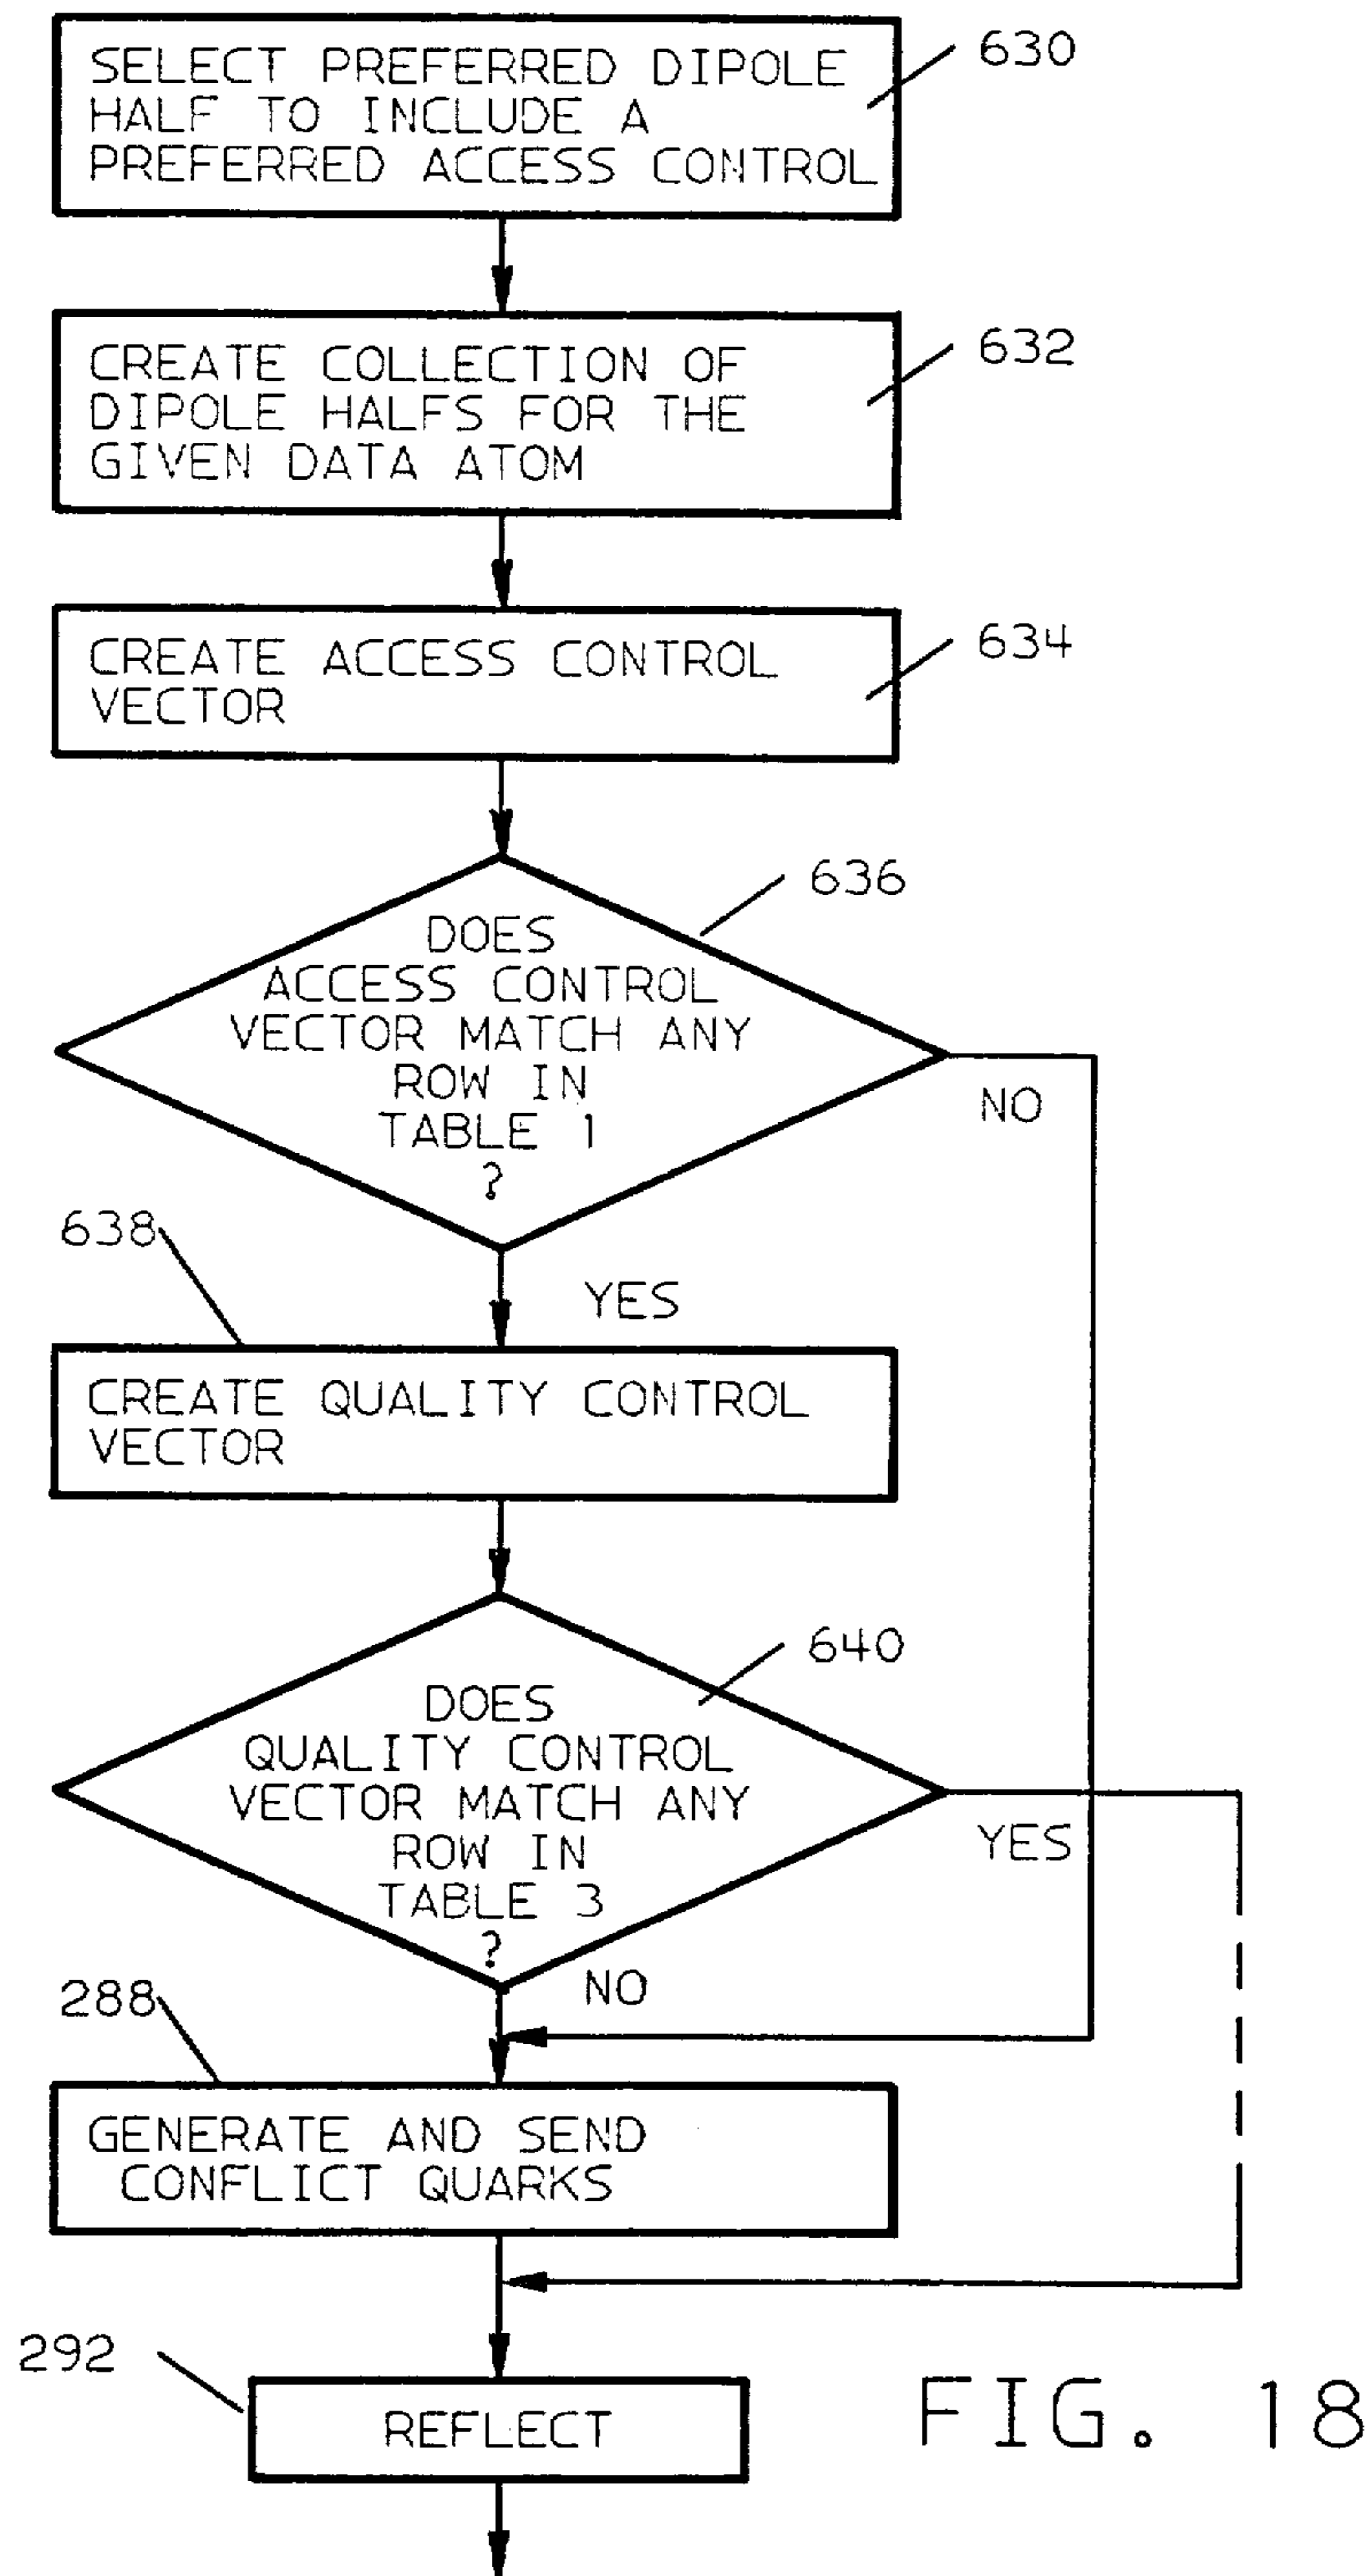 SELECT PREFERRED DIPOLE
HALF TO INCLUDE A
PREFERRED ACCESS CONTROL
630
CREATE COLLECTION OF
DIPOLE HALFS FOR THE
GIVEN DATA ATOM
632
CREATE ACCESS CONTROL
VECTOR
634
636
DOES
ACCESS CONTROL
VECTOR MATCH ANY
ROW IN
TABLE 1
?
NO
638
YES
CREATE QUALITY CONTROL
VECTOR
640
DOES
QUALITY CONTROL
VECTOR MATCH ANY
ROW IN
TABLE 3
?
YES
NO
288
GENERATE AND SEND
CONFLICT QUARKS
292
REFLECT
FIG. 18